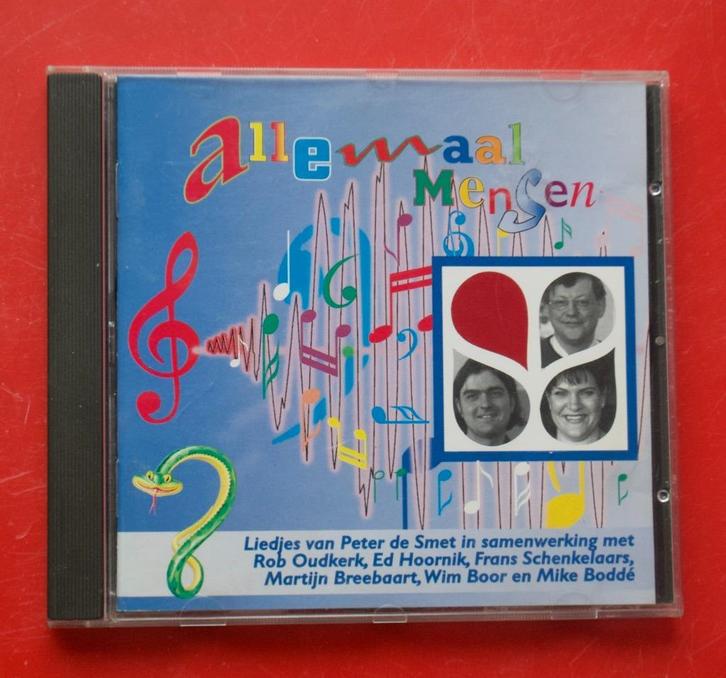 allemaal
Mensen
Liedjes van Peter de Smet in samenwerking met
Rob Oudkerk, Ed Hoornik, Frans Schenkelaars,
Martijn Breebaart, Wim Boor en Mike Boddé